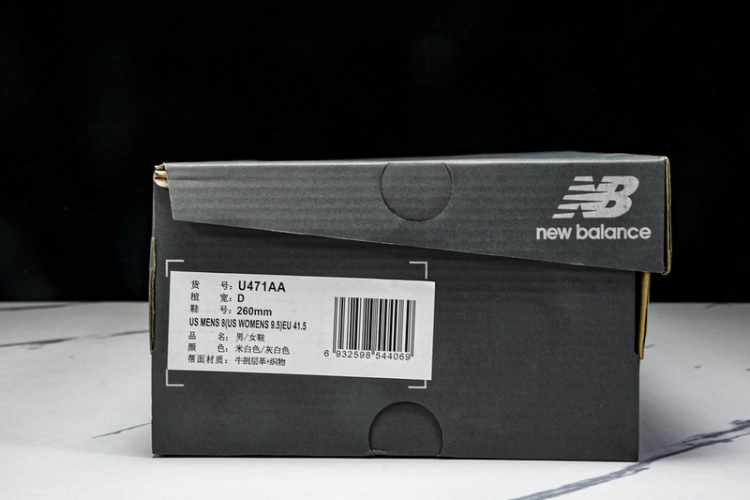 NB
new balance
货 号: U471AA
楦 宽: D
鞋 号: 260mm
US MENS 8(US WOMENS 9.5)EU 41.5
品 名: 男/女鞋
颜 色: 米白色/灰白色
帮面材质: 牛剖层革+织物
6 932598 544069